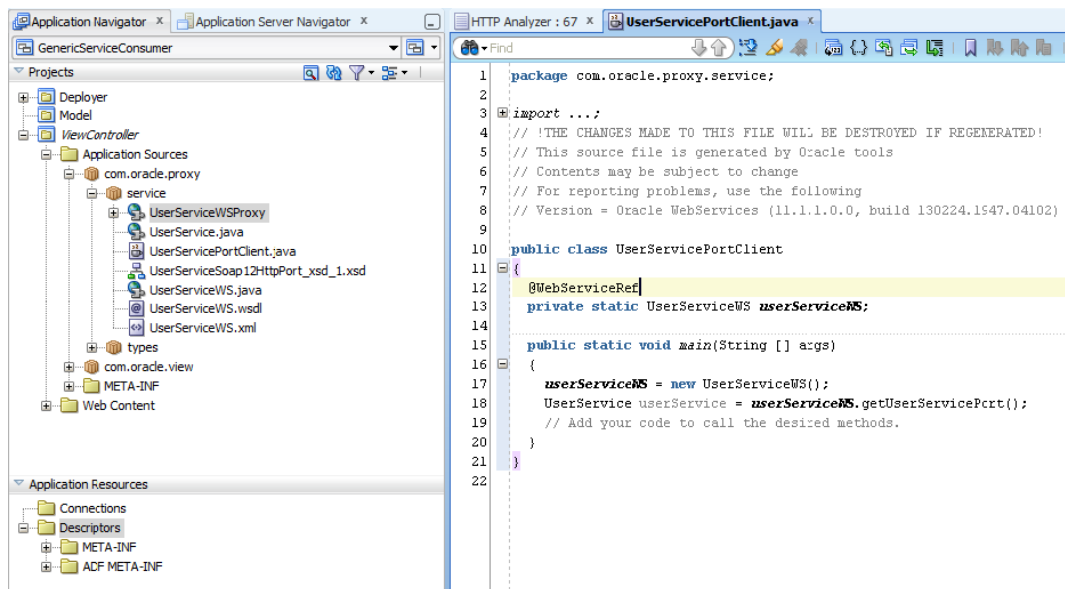 Application Navigator x
Application Server Navigator x
GenericServiceConsumer
Projects
Deployer
Model
ViewController
Application Sources
com.oracle.proxy
service
UserServiceWSProxy
UserService.java
UserServicePortClient.java
UserServiceSoap12HttpPort_xsd_1.xsd
UserServiceWS.java
UserServiceWS.wsdl
UserServiceWS.xml
types
com.oracle.view
META-INF
Web Content
Application Resources
Connections
Descriptors
META-INF
ADF META-INF
HTTP Analyzer : 67 x
UserServicePortClient.java x
Find
1 package com.oracle.proxy.service;
2
3 import ...;
4 // !THE CHANGES MADE TO THIS FILE WILL BE DESTROYED IF REGENERATED!
5 // This source file is generated by Oracle tools
6 // Contents may be subject to change
7 // For reporting problems, use the following
8 // Version = Oracle WebServices (11.1.1.0.0, build 130224.1947.04102)
9
10 public class UserServicePortClient
11 {
12 @WebServiceRef
13 private static UserServiceWS userServiceWS;
14
15 public static void main(String [] args)
16 {
17 userServiceWS = new UserServiceWS();
18 UserService userService = userServiceWS.getUserServicePort();
19 // Add your code to call the desired methods.
20 }
21 }
22